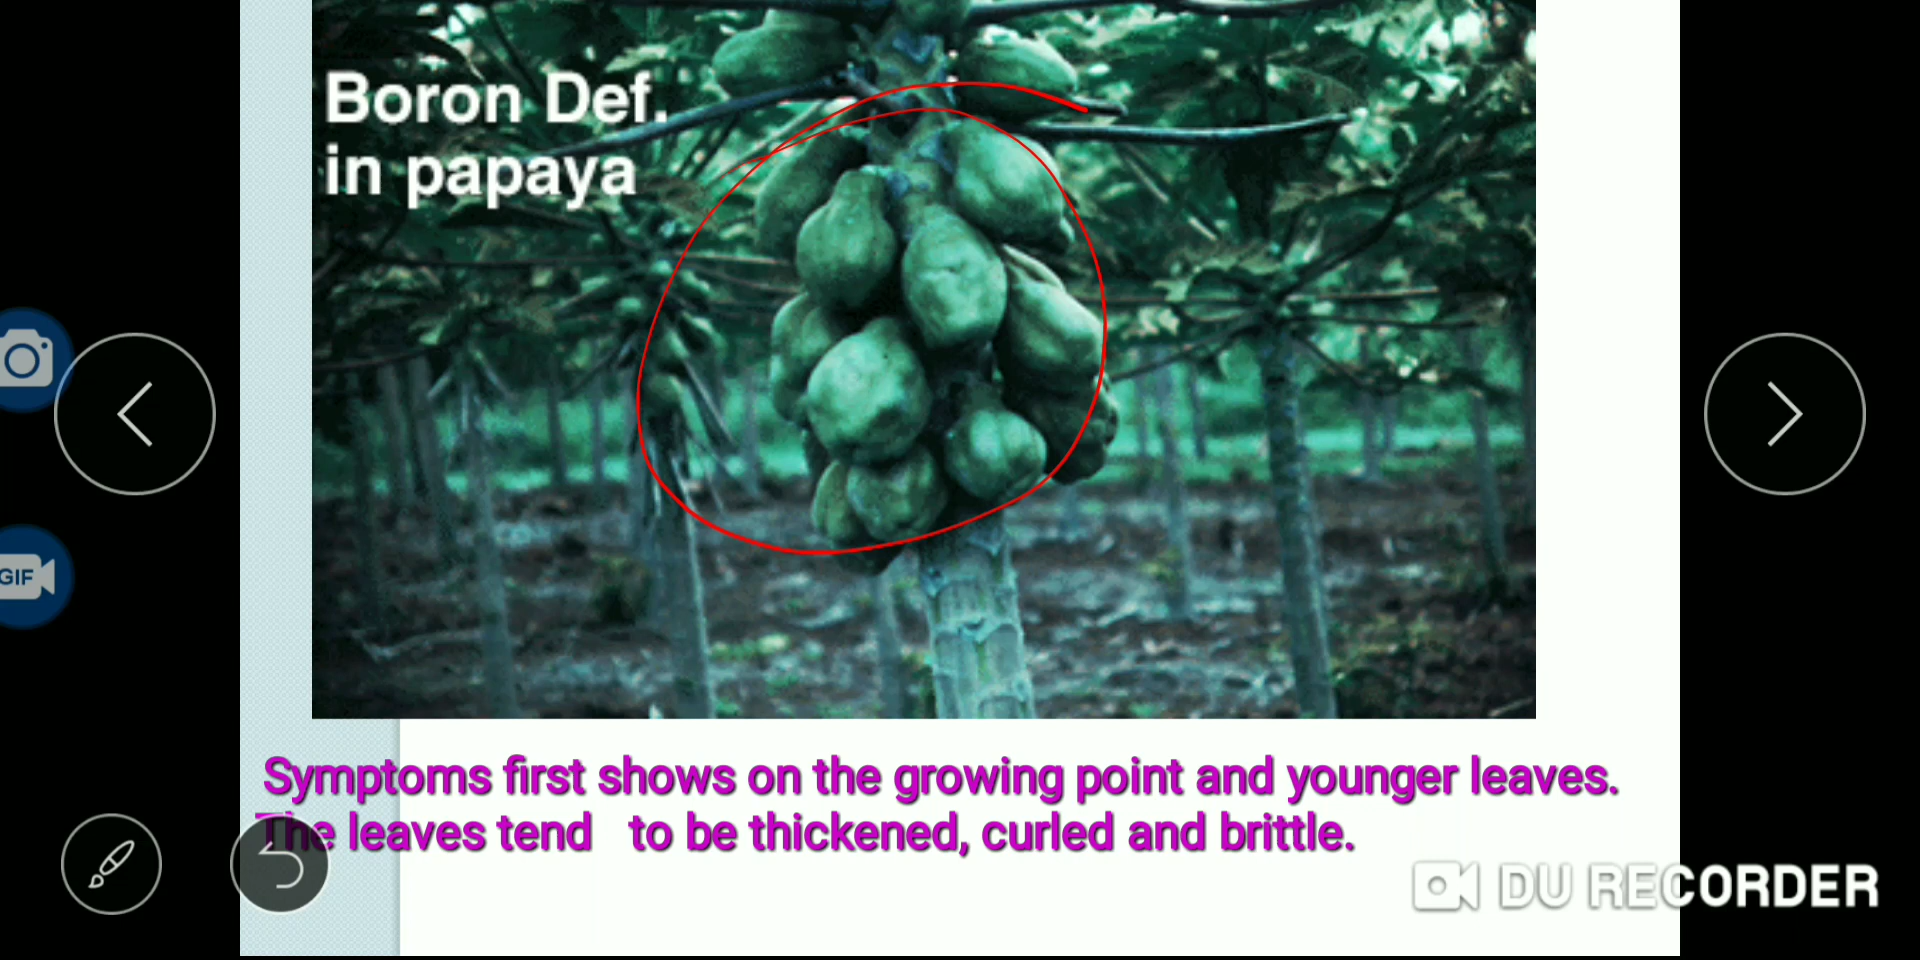 Boron Def.
in papaya
GIF
Symptoms first shows on the growing point and younger leaves.
The leaves tend to be thickened, curled and brittle.
DU RECORDER